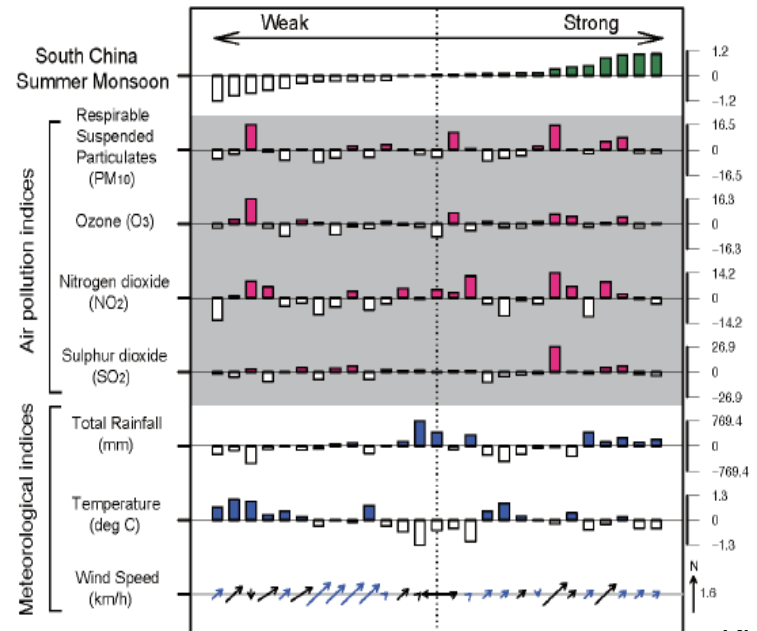 Weak Strong
South China
Summer Monsoon
1.2
0
-1.2
Air pollution indices
Respirable
Suspended
Particulates
(PM10)
16.5
0
-16.5
Ozone (O3)
16.3
0
-16.3
Nitrogen dioxide
(NO2)
14.2
0
-14.2
Sulphur dioxide
(SO2)
26.9
0
-26.9
Meteorological indices
Total Rainfall
(mm)
769.4
0
-769.4
Temperature
(deg C)
1.3
0
-1.3
Wind Speed
(km/h)
N
1.6